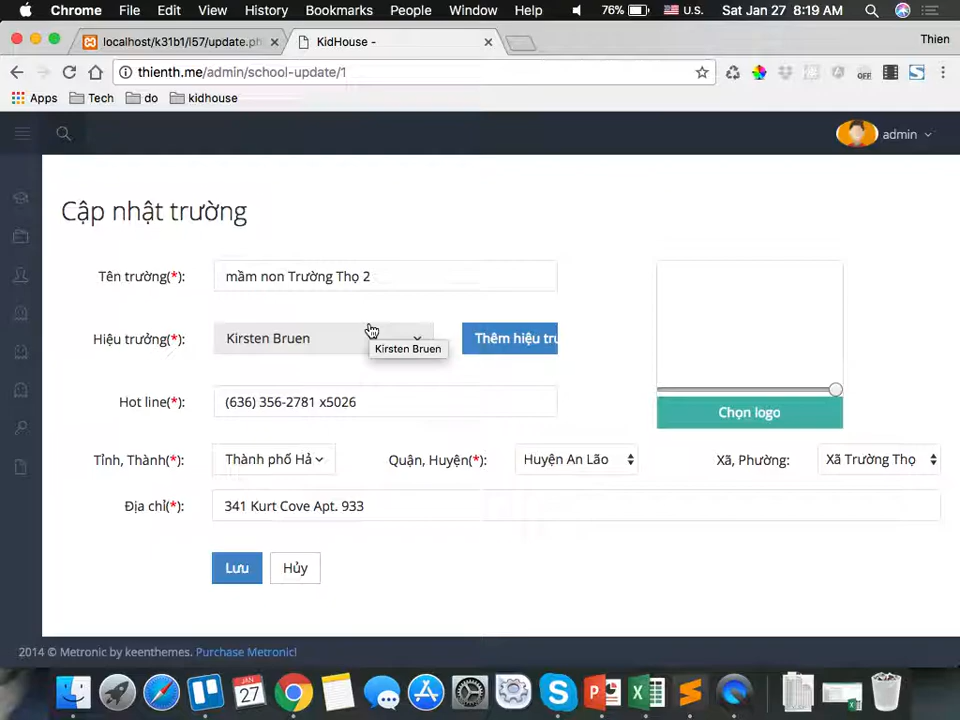 Chrome File Edit View History Bookmarks People Window Help 76% U.S. Sat Jan 27 8:19 AM
localhost/k31b1/l57/update.ph KidHouse - Thien
thienth.me/admin/school-update/1 OFF
Apps Tech do kidhouse
admin
Cập nhật trường
Tên trường(*): mầm non Trường Thọ 2
Hiệu trưởng(*): Kirsten Bruen Thêm hiệu trư
Kirsten Bruen
Hot line(*): (636) 356-2781 x5026
Chọn logo
Tỉnh, Thành(*): Thành phố Hả Quận, Huyện(*): Huyện An Lão Xã, Phường: Xã Trường Thọ
Địa chỉ(*): 341 Kurt Cove Apt. 933
Lưu Hủy
2014 © Metronic by keenthemes. Purchase Metronic!
JAN
27